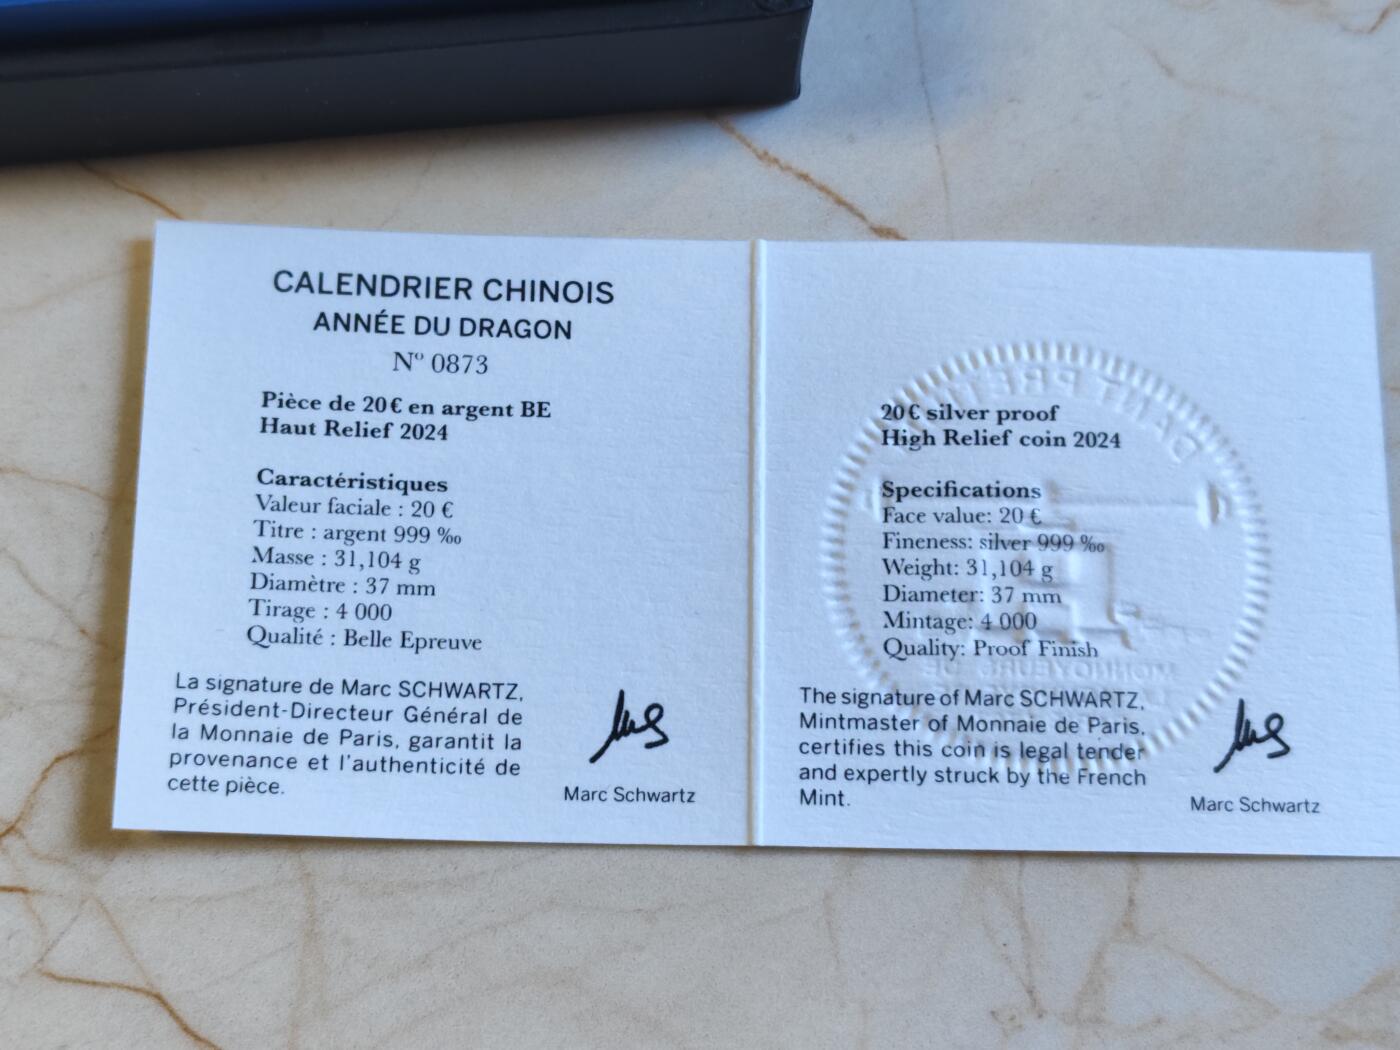 CALENDRIER CHINOIS
ANNÉE DU DRAGON
Nº 0873
Pièce de 20€ en argent BE
Haut Relief 2024
Caractéristiques
Valeur faciale : 20 €
Titre : argent 999 ‰
Masse : 31,104 g
Diamètre : 37 mm
Tirage : 4 000
Qualité : Belle Epreuve
La signature de Marc SCHWARTZ,
Président-Directeur Général de
la Monnaie de Paris, garantit la
provenance et l'authenticité de
cette pièce.
Marc Schwartz
20€ silver proof
High Relief coin 2024
Specifications
Face value: 20 €
Fineness: silver 999 ‰
Weight: 31,104 g
Diameter: 37 mm
Mintage: 4 000
Quality: Proof Finish
The signature of Marc SCHWARTZ,
Mintmaster of Monnaie de Paris,
certifies this coin is legal tender
and expertly struck by the French
Mint.
Marc Schwartz